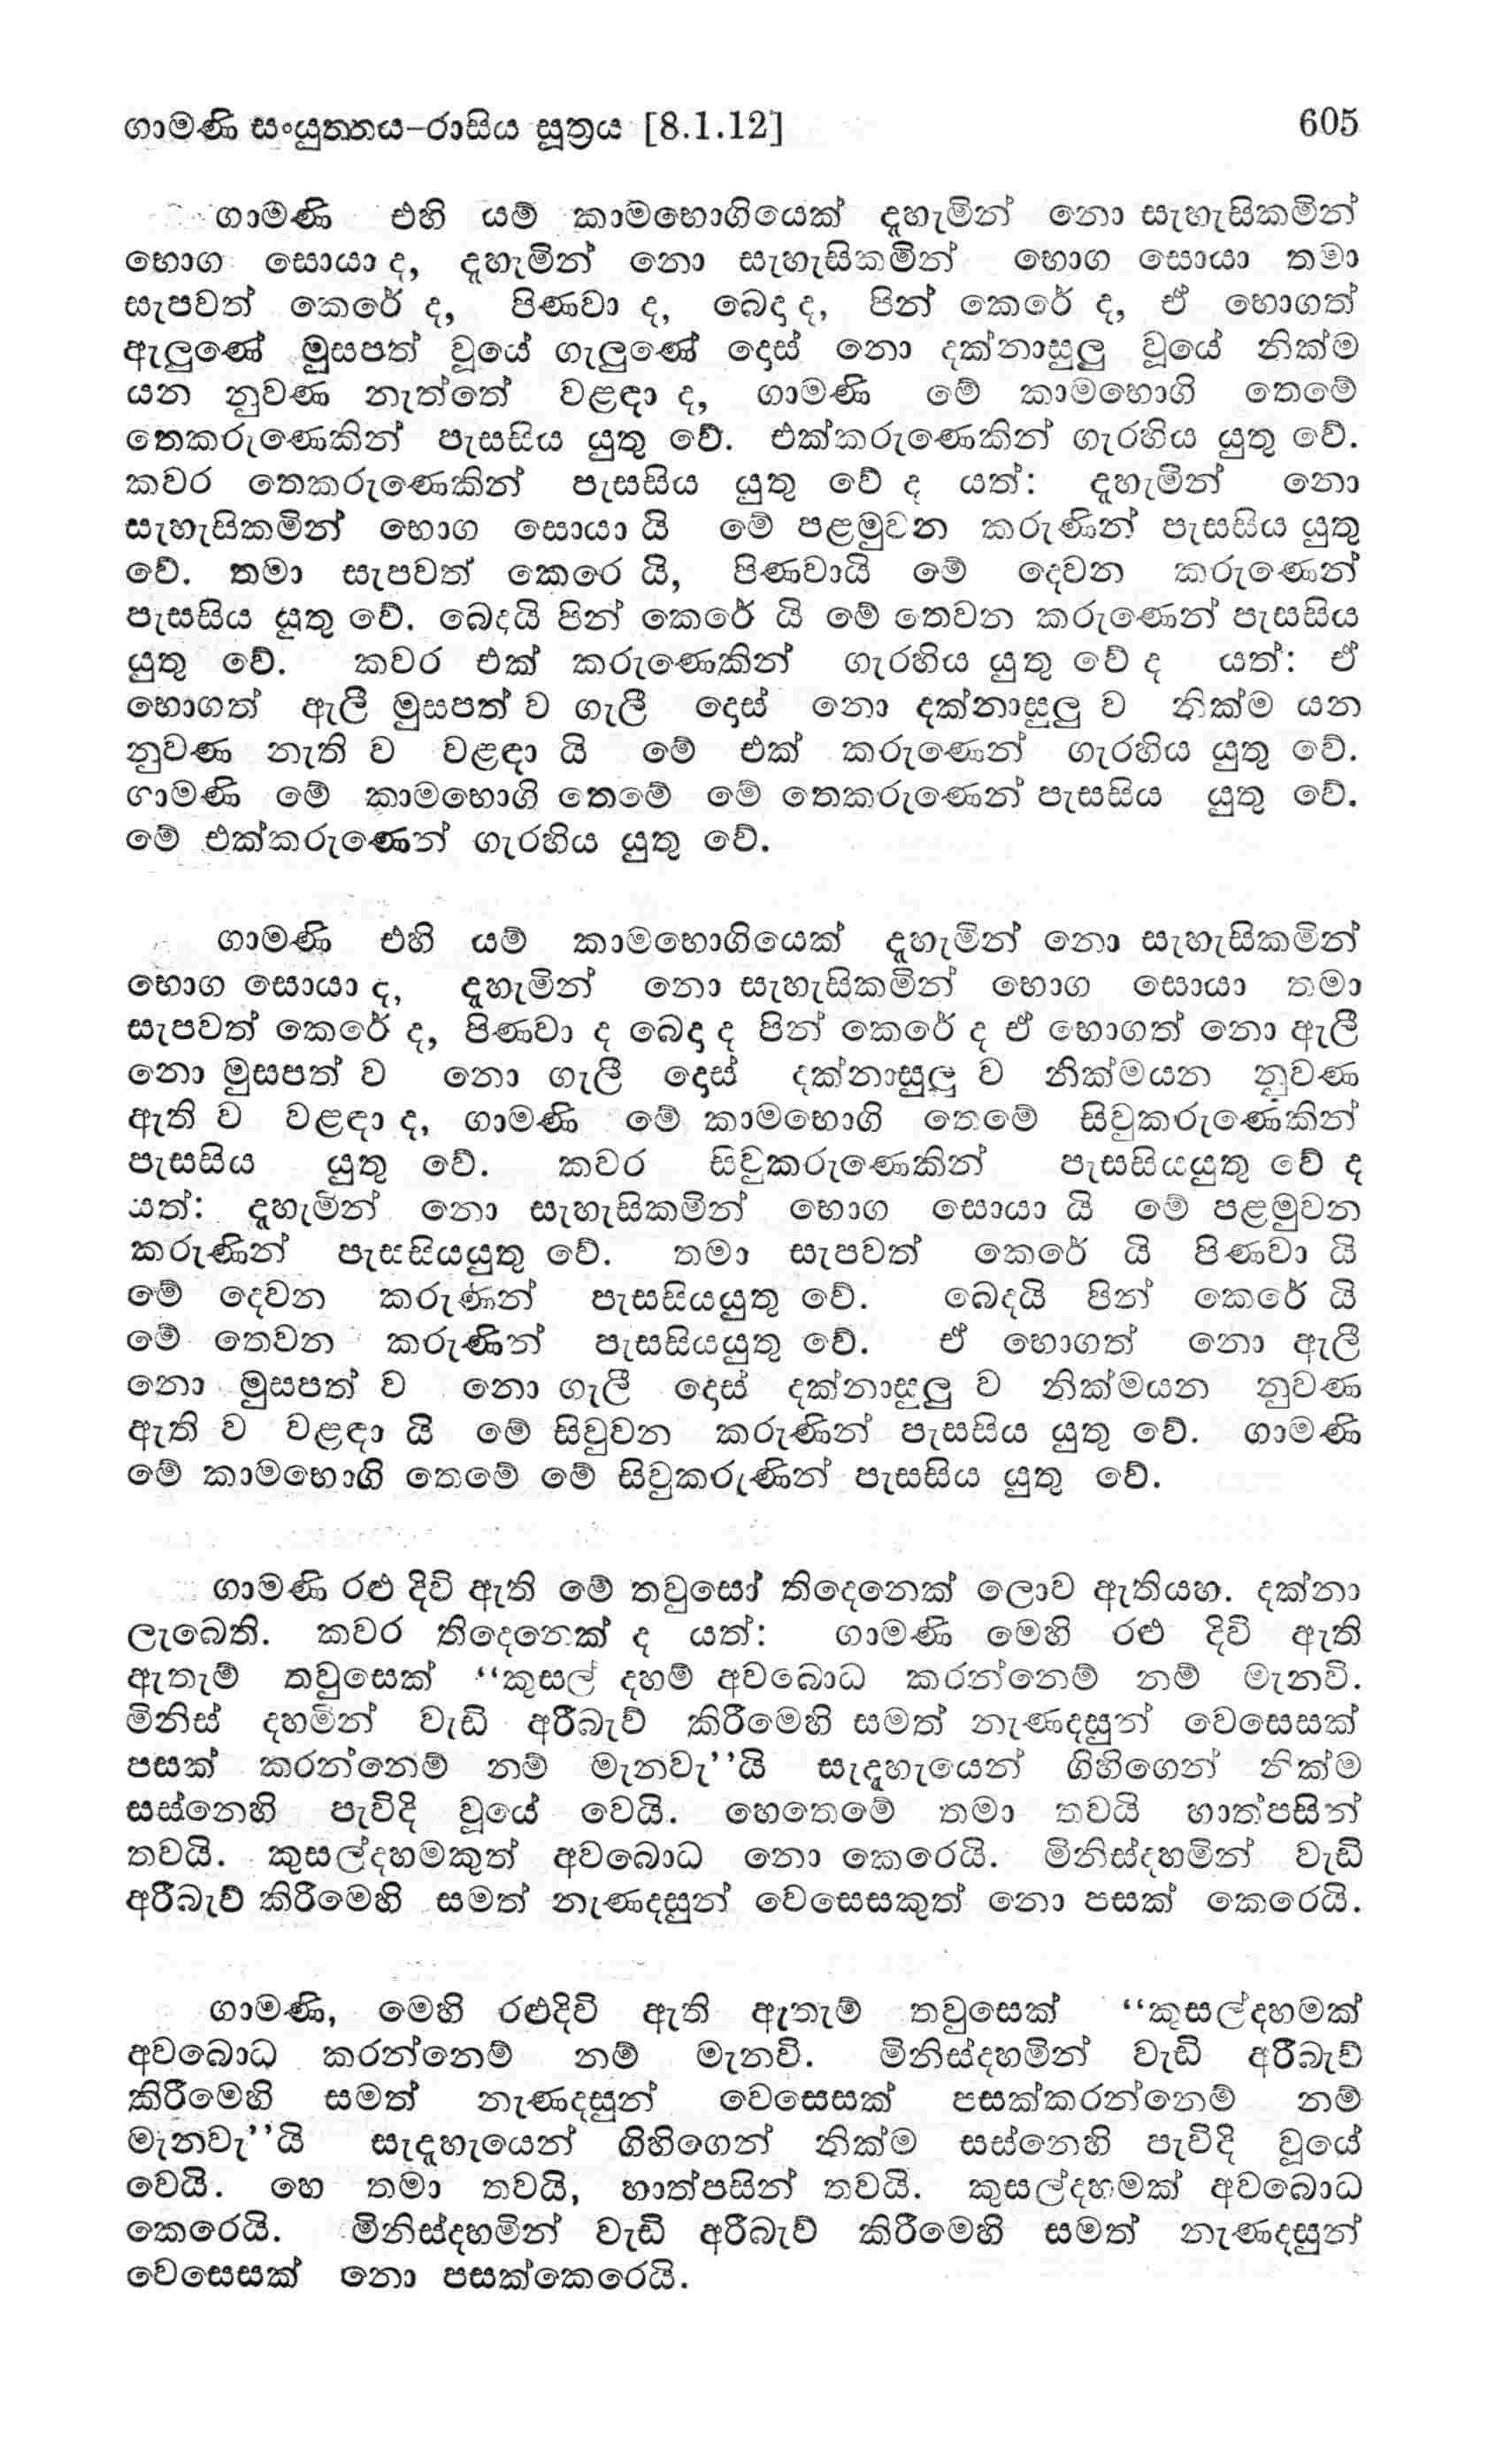 ගාමණි සංයුත්තය-රාසිය සූත්‍රය [8.1.12] 605
ගාමණි එහි යම් කාමභොගියෙක් දැහැමින් නො සැහැසිකමින්
භොග සොයා ද, දැහැමින් නො සැහැසිකමින් භොග සොයා තමා
සැපවත් කෙරේ ද, පිණවා ද, බෙදා ද, පින් කෙරේ ද, ඒ භොගත්
ඇලුණේ මුසපත් වූයේ ගැලුණේ දොස් නො දක්නාසුලු වූයේ නික්ම
යන නුවණ නැත්තේ වළඳා ද, ගාමණි මේ කාමභොගි තෙමේ
තෙකරුණෙකින් පැසසිය යුතු වේ. එක්කරුණෙකින් ගැරහිය යුතු වේ.
කවර තෙකරුණෙකින් පැසසිය යුතු වේ ද යත්: දැහැමින් නො
සැහැසිකමින් භොග සොයා යි මේ පළමුවන කරුණින් පැසසිය යුතු
වේ. තමා සැපවත් කෙරෙ යි, පිණවායි මේ දෙවන කරුණෙන්
පැසසිය යුතු වේ. බෙදයි පින් කෙරේ යි මේ තෙවන කරුණෙන් පැසසිය
යුතු වේ. කවර එක් කරුණෙකින් ගැරහිය යුතු වේ ද යත්: ඒ
භොගත් ඇලී මුසපත් ව ගැලී දොස් නො දක්නාසුලු ව නික්ම යන
නුවණ නැති ව වළඳා යි මේ එක් කරුණෙන් ගැරහිය යුතු වේ.
ගාමණි මේ කාමභොගි තෙමේ මේ තෙකරුණෙන් පැසසිය යුතු වේ.
මේ එක්කරුණෙන් ගැරහිය යුතු වේ.
ගාමණි එහි යම් කාමභොගියෙක් දැහැමින් නො සැහැසිකමින්
භොග සොයා ද, දැහැමින් නො සැහැසිකමින් භොග සොයා තමා
සැපවත් කෙරේ ද, පිණවා ද බෙදා ද පින් කෙරේ ද ඒ භොගත් නො ඇලී
නො මුසපත් ව නො ගැලී දොස් දක්නාසුලු ව නික්මයන නුවණ
ඇති ව වළඳා ද, ගාමණි මේ කාමභොගි තෙමේ සිවුකරුණෙකින්
පැසසිය යුතු වේ. කවර සිවුකරුණෙකින් පැසසියයුතු වේ ද
යත්: දැහැමින් නො සැහැසිකමින් භොග සොයා යි මේ පළමුවන
කරුණින් පැසසියයුතු වේ. තමා සැපවත් කෙරේ යි පිණවා යි
මේ දෙවන කරුණන් පැසසියයුතු වේ. බෙදයි පින් කෙරේ යි
මේ තෙවන කරුණින් පැසසියයුතු වේ. ඒ භොගත් නො ඇලී
නො මුසපත් ව නො ගැලී දොස් දක්නාසුලු ව නික්මයන නුවණ
ඇති ව වළඳා යි මේ සිවුවන කරුණින් පැසසිය යුතු වේ. ගාමණි
මේ කාමභොගි තෙමේ මේ සිවුකරුණින් පැසසිය යුතු වේ.
ගාමණි රළු දිවි ඇති මේ තවුසෝ තිදෙනෙක් ලොව ඇතියහ. දක්නා
ලැබෙති. කවර තිදෙනෙක් ද යත්: ගාමණි මෙහි රළු දිවි ඇති
ඇතැම් තවුසෙක් “කුසල් දහම් අවබොධ කරන්නෙම් නම් මැනවි.
මිනිස් දහමින් වැඩි අරීබැව් කිරීමෙහි සමත් නැණදසුන් වෙසෙසක්
පසක් කරන්නෙම් නම් මැනවැ”යි සැදැහැයෙන් ගිහිගෙන් නික්ම
සස්නෙහි පැවිදි වූයේ වෙයි. හෙතෙමේ තමා තවයි හාත්පසින්
තවයි. කුසල්දහමකුත් අවබොධ නො කෙරෙයි. මිනිස්දහමින් වැඩි
අරීබැව් කිරීමෙහි සමත් නැණදසුන් වෙසෙසකුත් නො පසක් කෙරෙයි.
ගාමණි, මෙහි රළුදිවි ඇති ඇතැම් තවුසෙක් “කුසල්දහමක්
අවබොධ කරන්නෙම් නම් මැනවි. මිනිස්දහමින් වැඩි අරීබැව්
කිරීමෙහි සමත් නැණදසුන් වෙසෙසක් පසක්කරන්නෙම් නම්
මැනවැ”යි සැදැහැයෙන් ගිහිගෙන් නික්ම සස්නෙහි පැවිදි වූයේ
වෙයි. හෙ තමා තවයි, හාත්පසින් තවයි. කුසල්දහමක් අවබොධ
කෙරෙයි. මිනිස්දහමින් වැඩි අරීබැව් කිරීමෙහි සමත් නැණදසුන්
වෙසෙසක් නො පසක්කෙරෙයි.